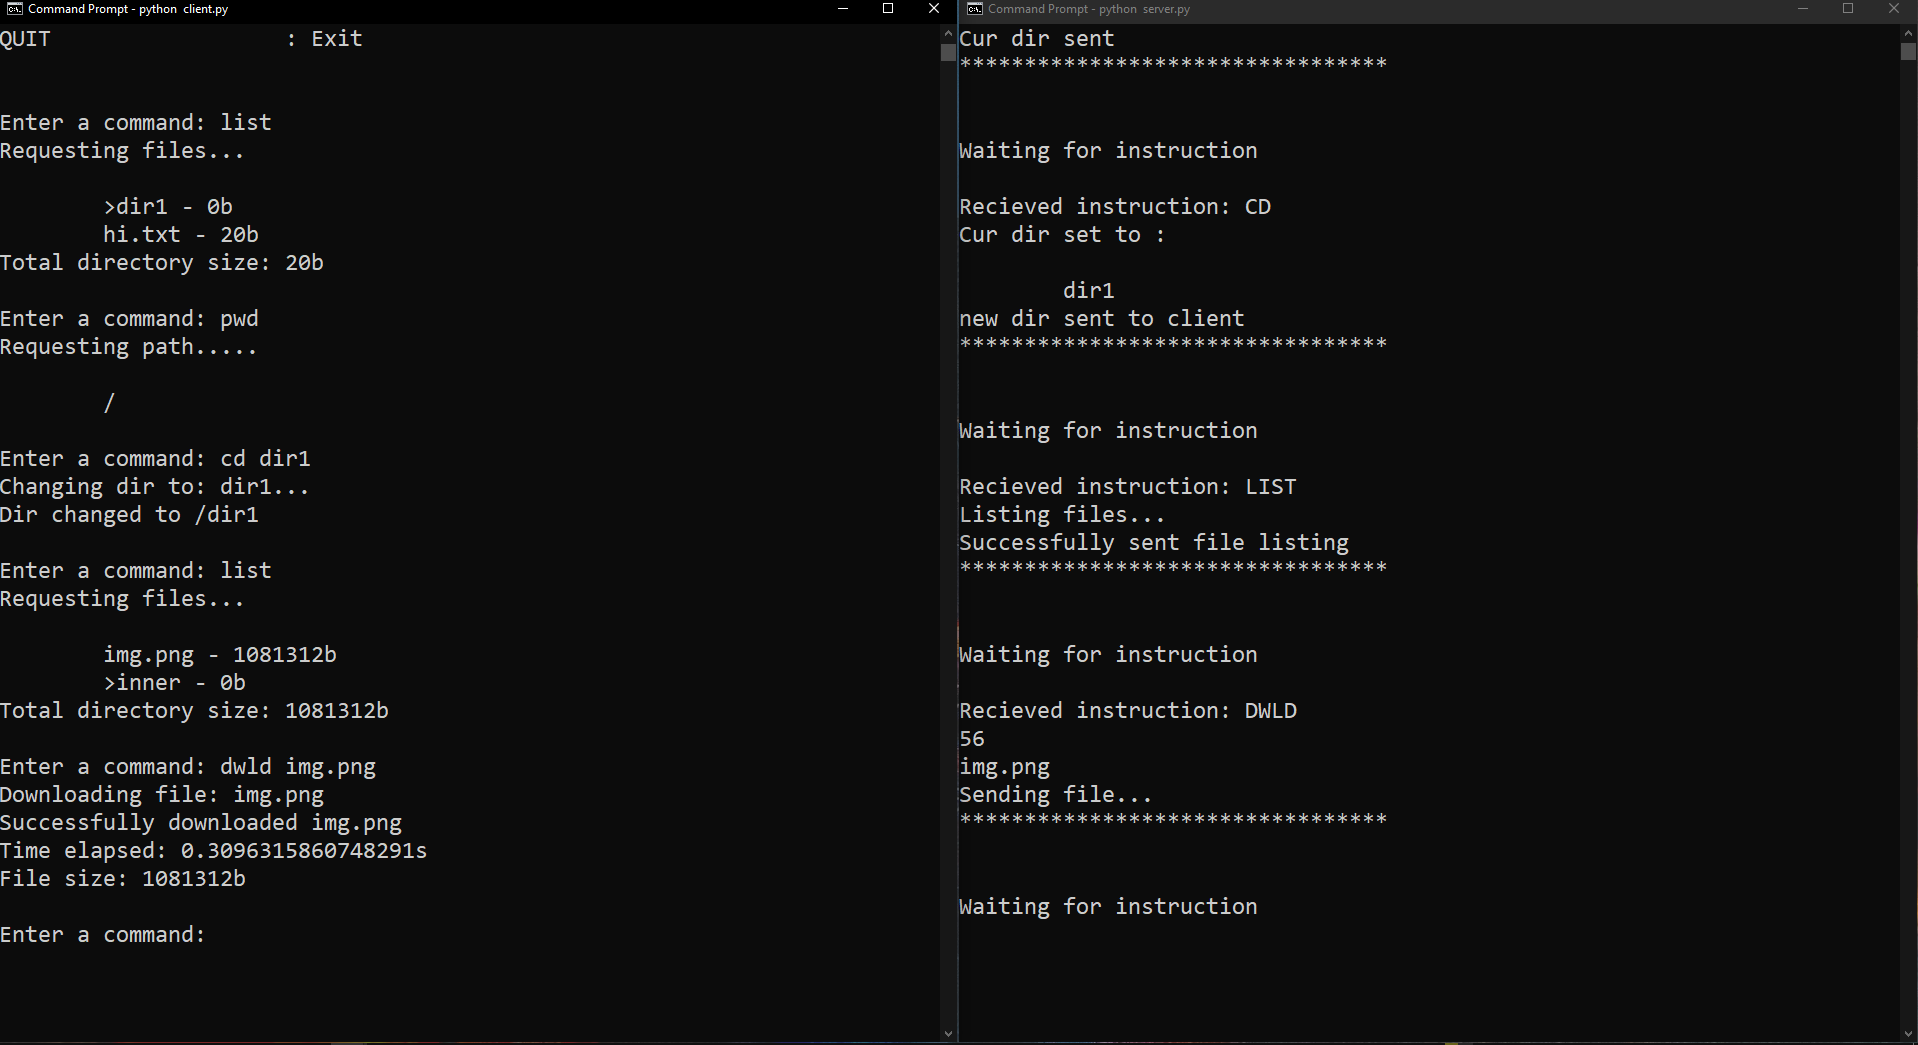 Command Prompt - python  client.py
QUIT                  : Exit
Enter a command: list
Requesting files...
>dir1 - 0b
hi.txt - 20b
Total directory size: 20b
Enter a command: pwd
Requesting path.....
/
Enter a command: cd dir1
Changing dir to: dir1...
Dir changed to /dir1
Enter a command: list
Requesting files...
img.png - 1081312b
>inner - 0b
Total directory size: 1081312b
Enter a command: dwld img.png
Downloading file: img.png
Successfully downloaded img.png
Time elapsed: 0.3096315860748291s
File size: 1081312b
Enter a command:
Command Prompt - python  server.py
Cur dir sent
*********************************
Waiting for instruction
Recieved instruction: CD
Cur dir set to :
dir1
new dir sent to client
*********************************
Waiting for instruction
Recieved instruction: LIST
Listing files...
Successfully sent file listing
*********************************
Waiting for instruction
Recieved instruction: DWLD
56
img.png
Sending file...
*********************************
Waiting for instruction